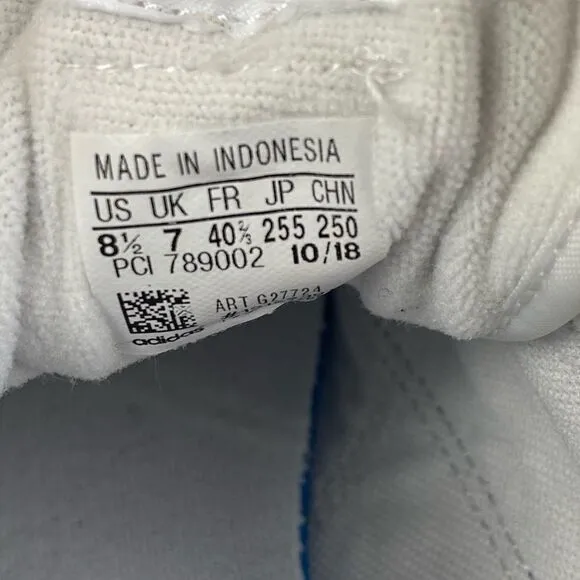 MADE IN INDONESIA
US UK FR JP CHN
8½ 7 40⅔ 255 250
PCI 789002 10/18
ART G27724
adidas